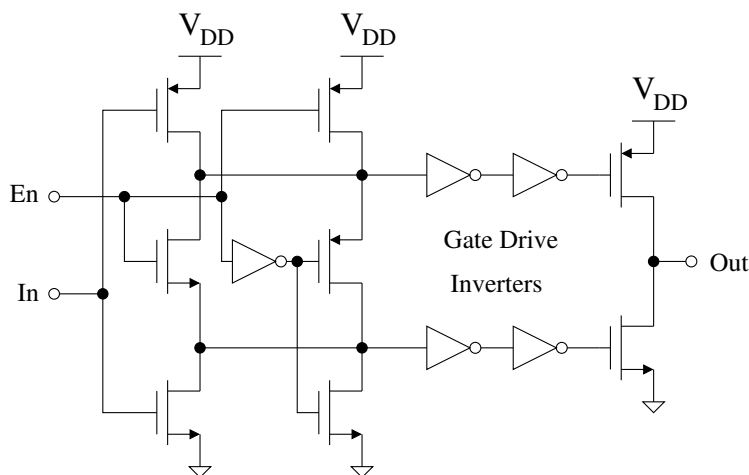 V_DD
V_DD
V_DD
En
In
Gate Drive
Inverters
Out